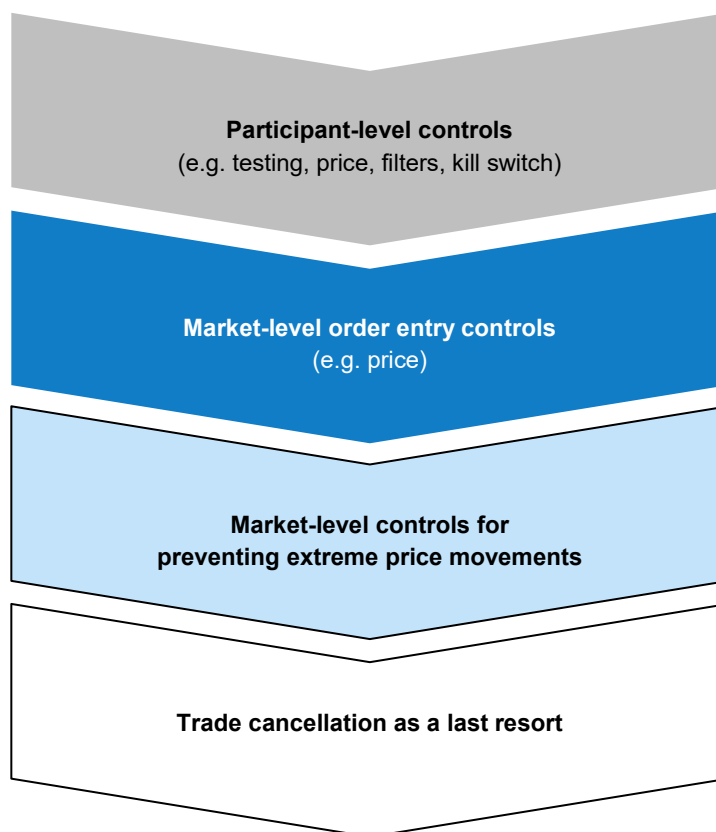 Participant-level controls
(e.g. testing, price, filters, kill switch)
Market-level order entry controls
(e.g. price)
Market-level controls for
preventing extreme price movements
Trade cancellation as a last resort